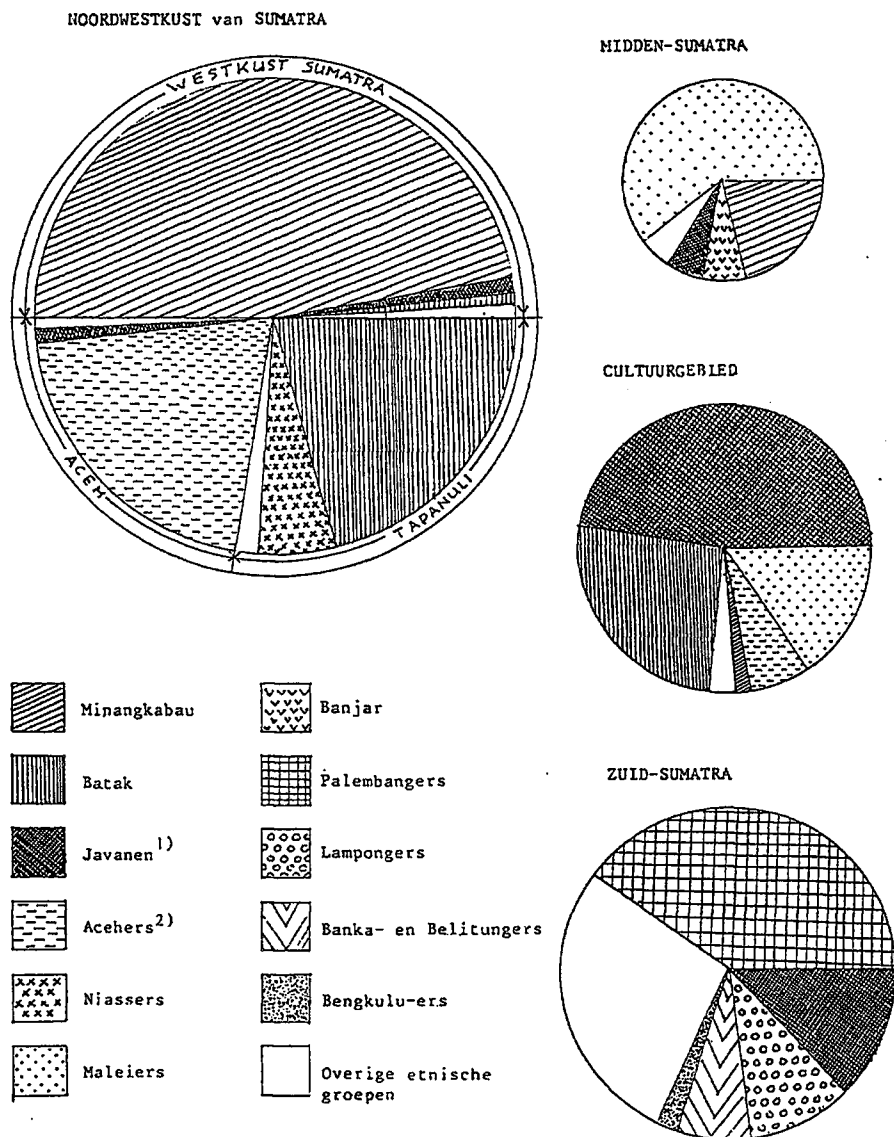 NOORDWESTKUST van SUMATRA
WESTKUST SUMATRA
ACEH
TAPANULI
MIDDEN-SUMATRA
CULTUURGEBIED
ZUID-SUMATRA
Minangkabau
Batak
Javanen1)
Acehers2)
Niassers
Maleiers
Banjar
Palembangers
Lampongers
Banka- en Belitungers
Bengkulu-ers
Overige etnische
groepen